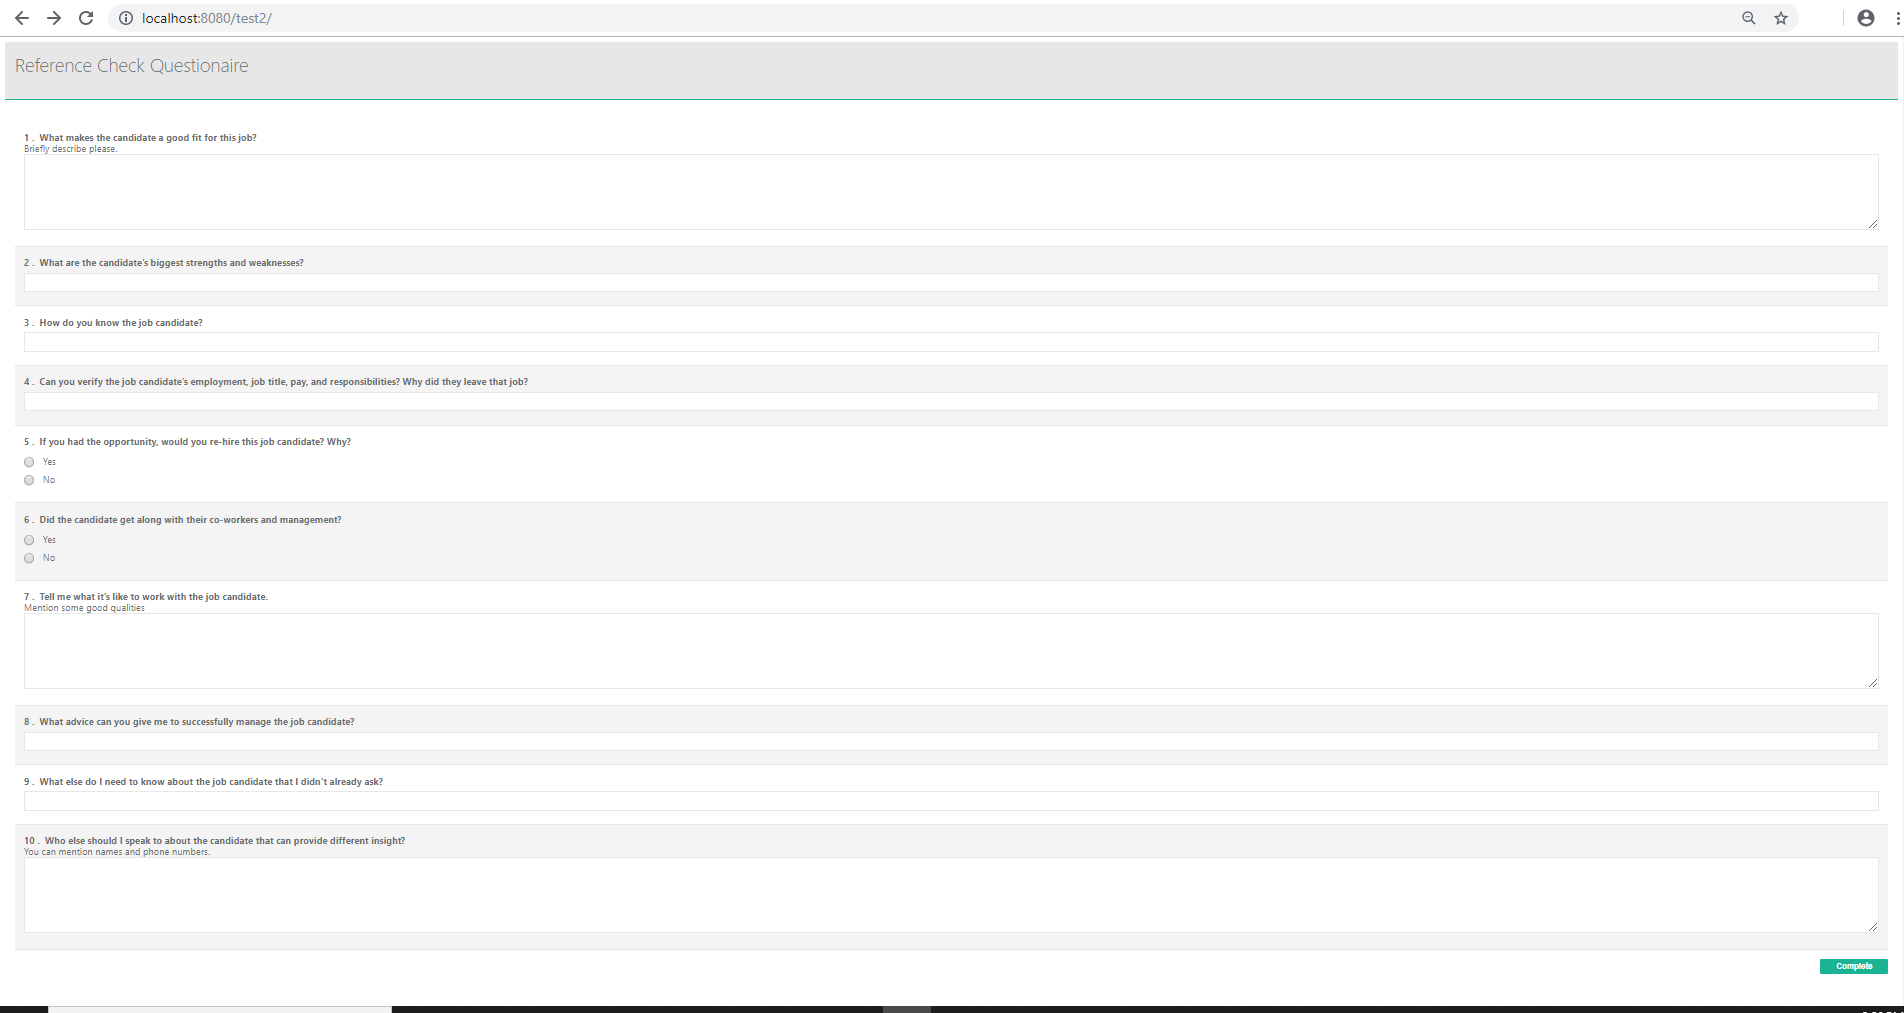 localhost:8080/test2/
Reference Check Questionaire
1 . What makes the candidate a good fit for this job?
Briefly describe please.
2 . What are the candidate's biggest strengths and weaknesses?
3 . How do you know the job candidate?
4 . Can you verify the job candidate's employment, job title, pay, and responsibilities? Why did they leave that job?
5 . If you had the opportunity, would you re-hire this job candidate? Why?
Yes
No
6 . Did the candidate get along with their co-workers and management?
Yes
No
7 . Tell me what it's like to work with the job candidate.
Mention some good qualities
8 . What advice can you give me to successfully manage the job candidate?
9 . What else do I need to know about the job candidate that I didn't already ask?
10 . Who else should I speak to about the candidate that can provide different insight?
You can mention names and phone numbers.
Complete